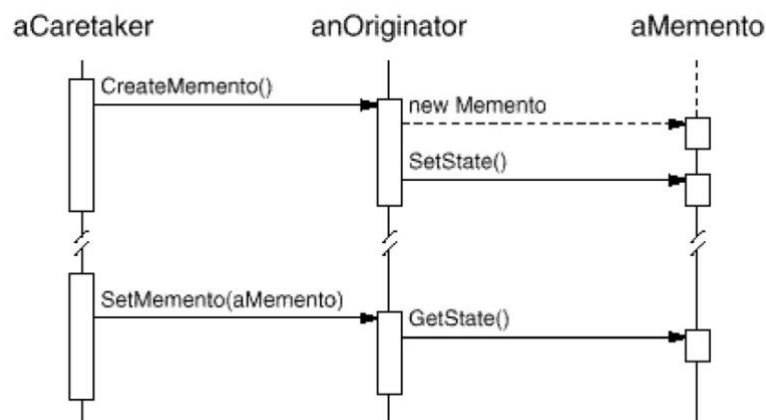 aCaretaker anOriginator aMemento
CreateMemento()
new Memento
SetState()
SetMemento(aMemento)
GetState()